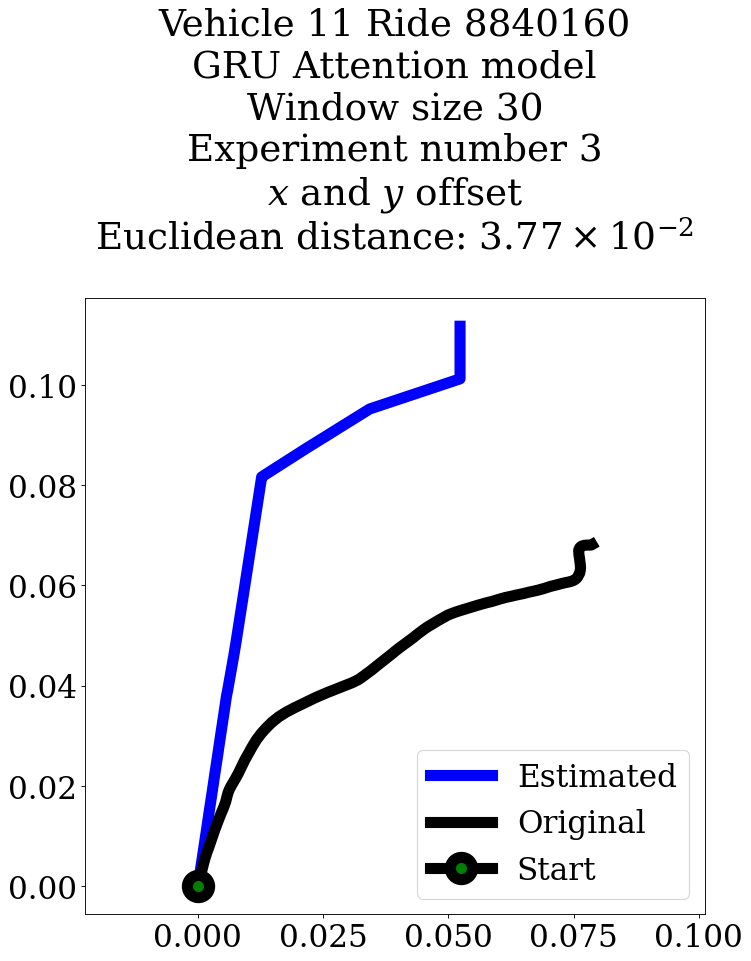 Vehicle 11 Ride 8840160
GRU Attention model
Window size 30
Experiment number 3
x and y offset
Euclidean distance: 3.77 × 10⁻²
0.10
0.08
0.06
0.04
0.02
0.00
Estimated
Original
Start
0.000 0.025 0.050 0.075 0.100